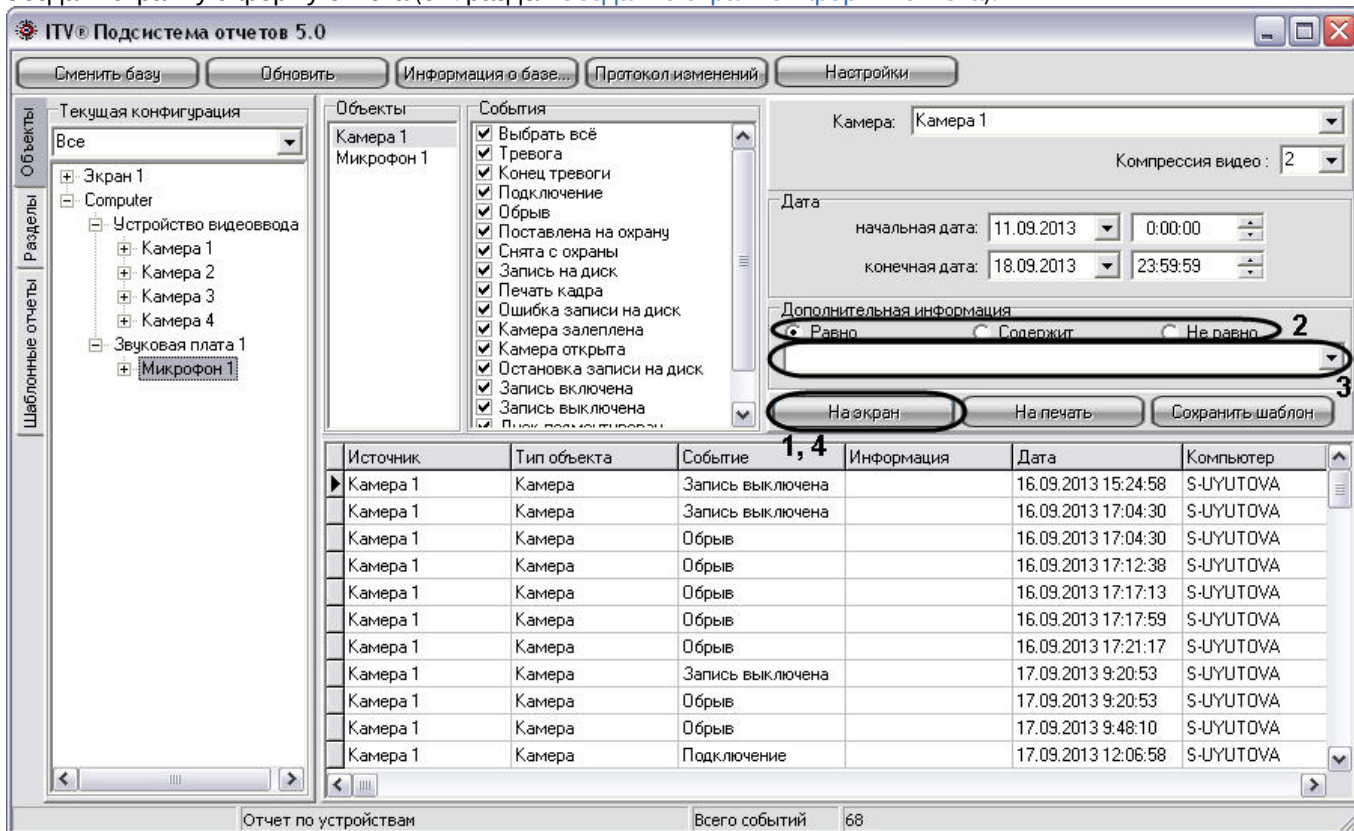 ITV® Подсистема отчетов 5.0
Сменить базу Обновить Информация о базе... Протокол изменений Настройки
Объекты
Разделы
Шаблонные отчеты
Текущая конфигурация
Все
Экран 1
Computer
Устройство видеоввода
Камера 1
Камера 2
Камера 3
Камера 4
Звуковая плата 1
Микрофон 1
Объекты
Камера 1
Микрофон 1
События
Выбрать всё
Тревога
Конец тревоги
Подключение
Обрыв
Поставлена на охрану
Снята с охраны
Запись на диск
Печать кадра
Ошибка записи на диск
Камера залеплена
Камера открыта
Остановка записи на диск
Запись включена
Запись выключена
Камера: Камера 1
Компрессия видео : 2
Дата
начальная дата: 11.09.2013 0:00:00
конечная дата: 18.09.2013 23:59:59
Дополнительная информация
Равно Содержит Не равно 2
3
На экран На печать Сохранить шаблон
1, 4
Источник Тип объекта Событие Информация Дата Компьютер
Камера 1 Камера Запись выключена 16.09.2013 15:24:58 S-UYUTOVA
Камера 1 Камера Запись выключена 16.09.2013 17:04:30 S-UYUTOVA
Камера 1 Камера Обрыв 16.09.2013 17:04:30 S-UYUTOVA
Камера 1 Камера Обрыв 16.09.2013 17:12:38 S-UYUTOVA
Камера 1 Камера Обрыв 16.09.2013 17:17:13 S-UYUTOVA
Камера 1 Камера Обрыв 16.09.2013 17:17:59 S-UYUTOVA
Камера 1 Камера Обрыв 16.09.2013 17:21:17 S-UYUTOVA
Камера 1 Камера Запись выключена 17.09.2013 9:20:53 S-UYUTOVA
Камера 1 Камера Обрыв 17.09.2013 9:20:53 S-UYUTOVA
Камера 1 Камера Обрыв 17.09.2013 9:48:10 S-UYUTOVA
Камера 1 Камера Подключение 17.09.2013 12:06:58 S-UYUTOVA
Отчет по устройствам Всего событий 68